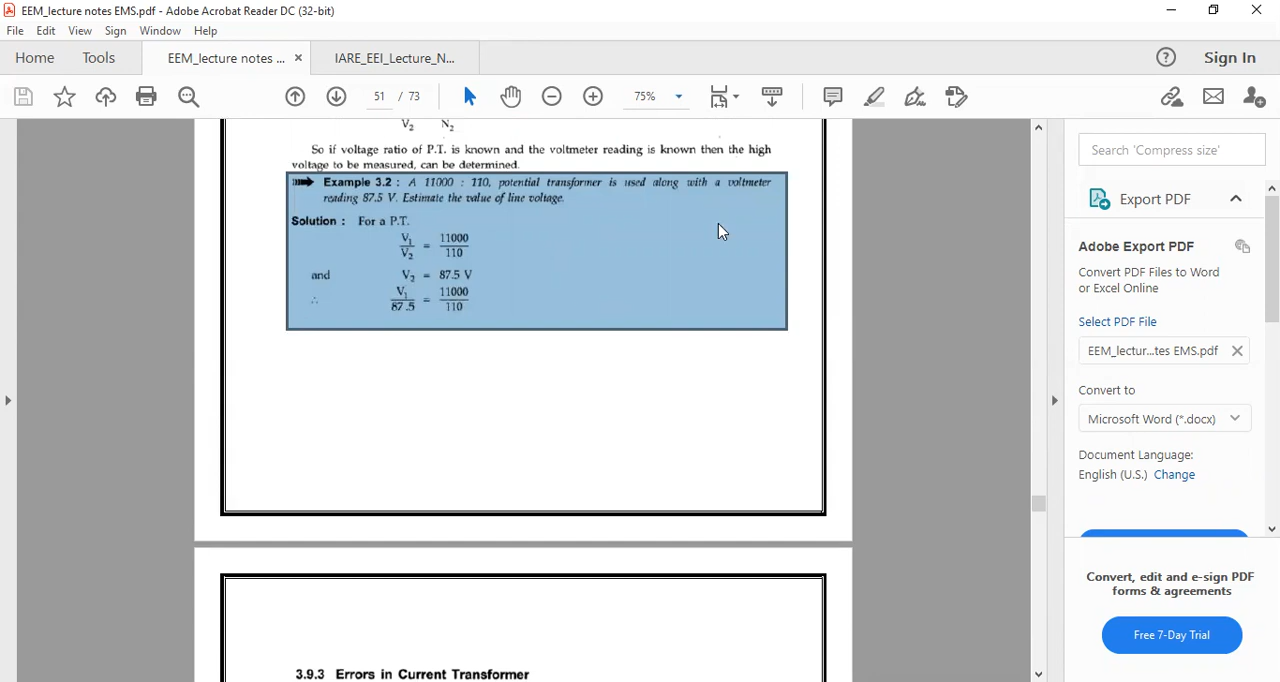 EEM_lecture notes EMS.pdf - Adobe Acrobat Reader DC (32-bit)
File Edit View Sign Window Help
Home Tools EEM_lecture notes ... × IARE_EEI_Lecture_N... Sign In
51 / 73 75%
V₂ N₂
So if voltage ratio of P.T. is known and the voltmeter reading is known then the high
voltage to be measured, can be determined.
Example 3.2 : A 11000 : 110, potential transformer is used along with a voltmeter
reading 87.5 V. Estimate the value of line voltage.
Solution : For a P.T.
V₁/V₂ = 11000/110
and V₂ = 87.5 V
∴ V₁/87.5 = 11000/110
3.9.3 Errors in Current Transformer
Search 'Compress site'
Export PDF
Adobe Export PDF
Convert PDF Files to Word
or Excel Online
Select PDF File
EEM_lectur...tes EMS.pdf
Convert to
Microsoft Word (*.docx)
Document Language:
English (U.S.) Change
Convert, edit and e-sign PDF
forms & agreements
Free 7-Day Trial